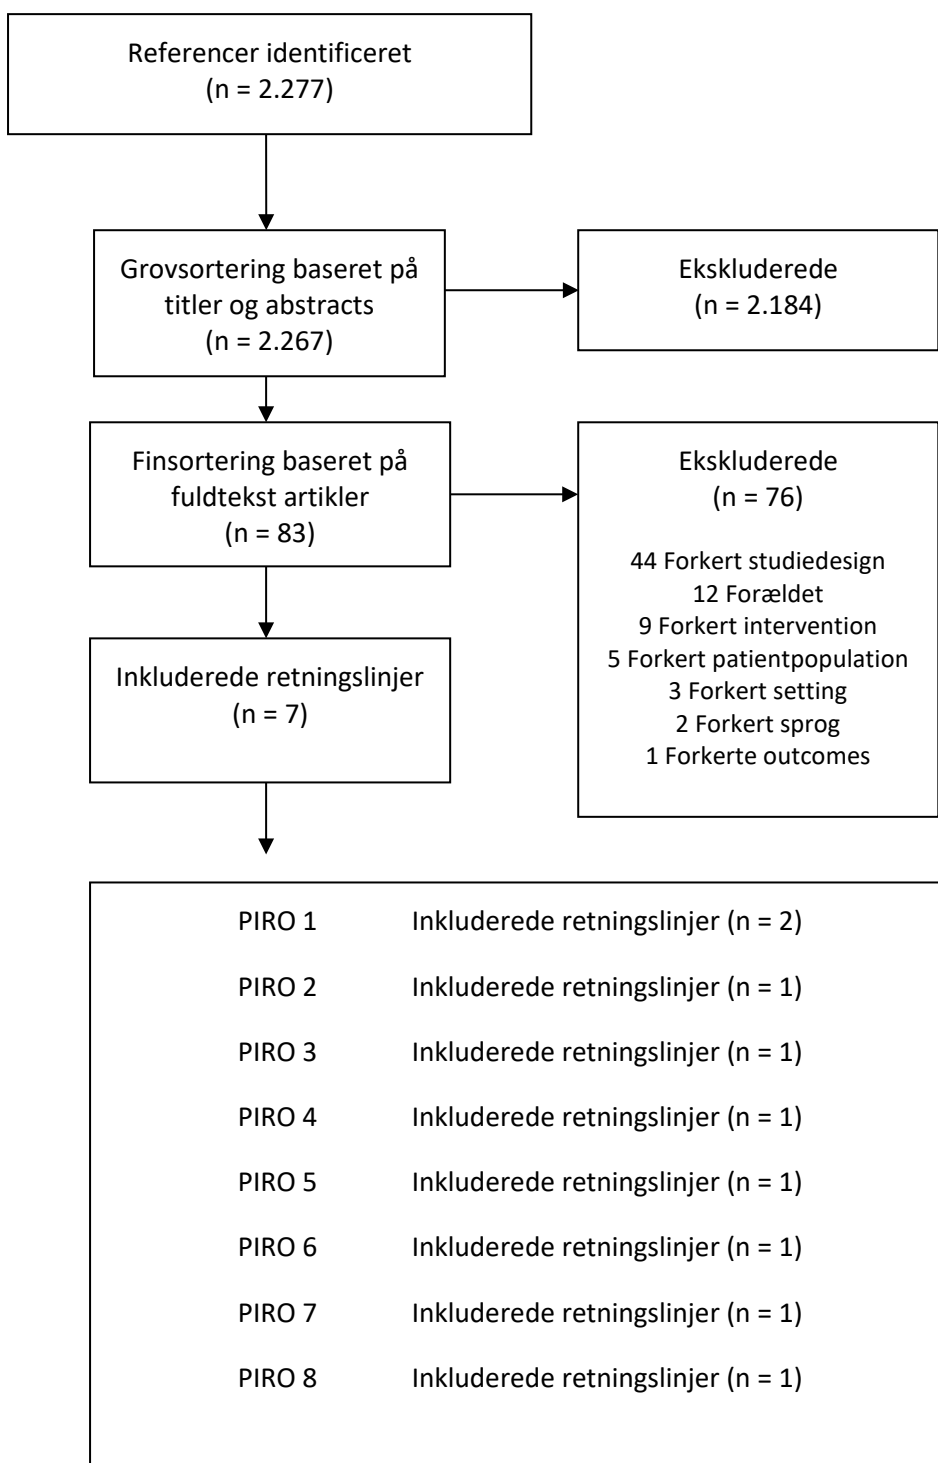 Referencer identificeret
(n = 2.277)
Grovsortering baseret på
titler og abstracts
(n = 2.267)
Ekskluderede
(n = 2.184)
Finsortering baseret på
fuldtekst artikler
(n = 83)
Ekskluderede
(n = 76)
44 Forkert studiedesign
12 Forældet
9 Forkert intervention
5 Forkert patientpopulation
3 Forkert setting
2 Forkert sprog
1 Forkerte outcomes
Inkluderede retningslinjer
(n = 7)
PIRO 1 Inkluderede retningslinjer (n = 2)
PIRO 2 Inkluderede retningslinjer (n = 1)
PIRO 3 Inkluderede retningslinjer (n = 1)
PIRO 4 Inkluderede retningslinjer (n = 1)
PIRO 5 Inkluderede retningslinjer (n = 1)
PIRO 6 Inkluderede retningslinjer (n = 1)
PIRO 7 Inkluderede retningslinjer (n = 1)
PIRO 8 Inkluderede retningslinjer (n = 1)